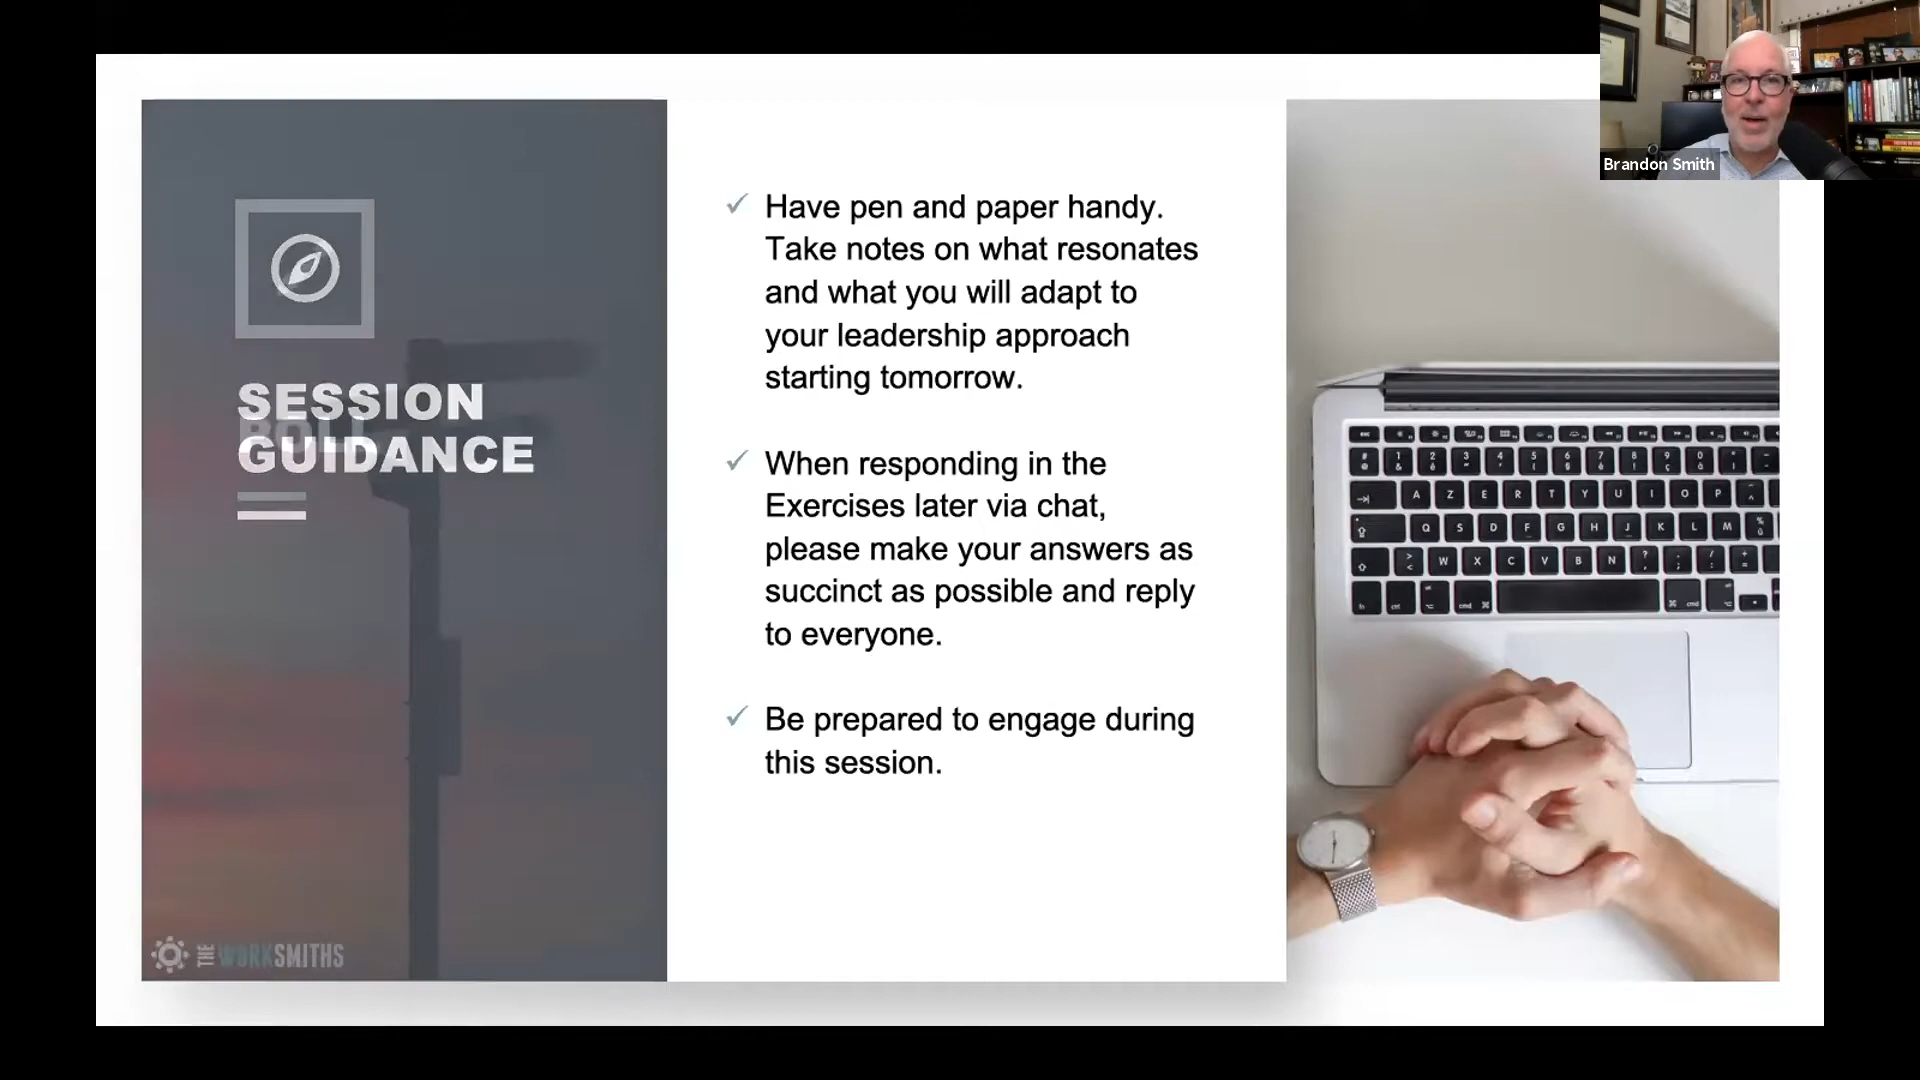 Brandon Smith
SESSION
GUIDANCE
THE WORKSMITHS
✓ Have pen and paper handy.
Take notes on what resonates
and what you will adapt to
your leadership approach
starting tomorrow.
✓ When responding in the
Exercises later via chat,
please make your answers as
succinct as possible and reply
to everyone.
✓ Be prepared to engage during
this session.
A Z E R T Y U I O P
Q S D F G H J K L M
W X C V B N